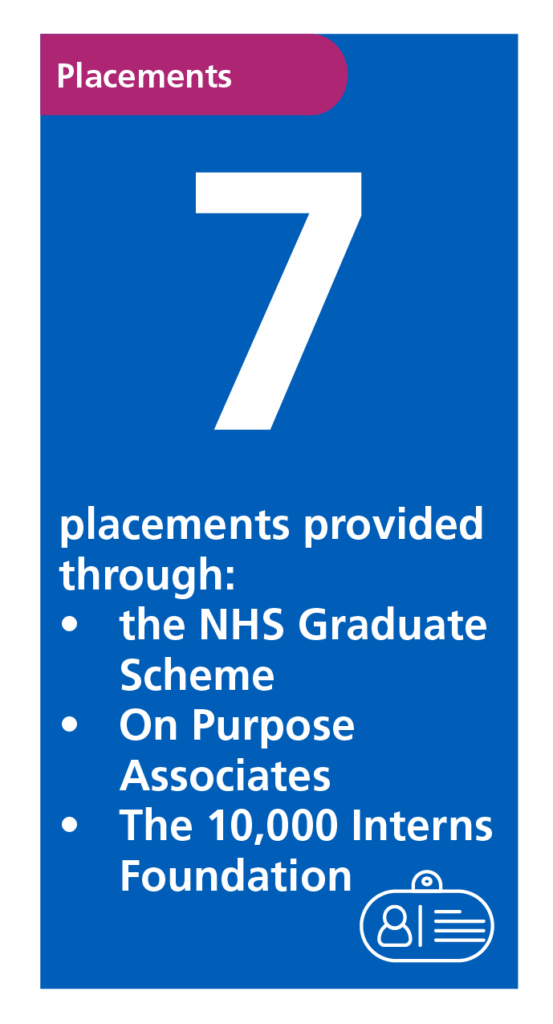 Placements
7
placements provided
through:
• the NHS Graduate
Scheme
• On Purpose
Associates
• The 10,000 Interns
Foundation